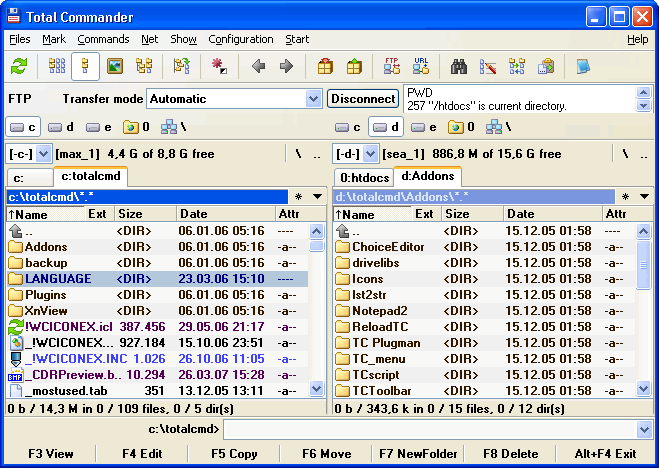 Total Commander
Files Mark Commands Net Show Configuration Start Help
FTP URL
FTP Transfer mode Automatic Disconnect
PWD
257 "/htdocs" is current directory.
c d e 0 \ c d e 0 \
[-c-] [max_1] 4,4 G of 8,8 G free \ .. [-d-] [sea_1] 886,8 M of 15,6 G free \ ..
c: c:totalcmd 0:htdocs d:Addons
c:\totalcmd\*.* * d:\totalcmd\Addons\*.* *
↑Name Ext Size Date Attr ↑Name Ext Size Date Attr
.. <DIR> 06.01.06 05:16 ---- .. <DIR> 15.12.05 01:58 ----
Addons <DIR> 06.01.06 05:16 -a-- ChoiceEditor <DIR> 15.12.05 01:58 -a--
backup <DIR> 06.01.06 05:16 -a-- drivelibs <DIR> 15.12.05 01:58 -a--
LANGUAGE <DIR> 23.03.06 15:10 ---- Icons <DIR> 15.12.05 01:58 -a--
Plugins <DIR> 06.01.06 05:16 -a-- lst2str <DIR> 15.12.05 01:58 -a--
XnView <DIR> 06.01.06 05:16 -a-- Notepad2 <DIR> 15.12.05 01:58 -a--
!WCICONEX.icl 387.456 29.05.06 21:17 -a-- ReloadTC <DIR> 15.12.05 01:58 -a--
_!WCICONEX... 927.184 15.10.06 23:51 -a-- TC Plugman <DIR> 15.12.05 01:58 -a--
_!WCICONEX.INC 1.026 26.10.06 11:05 -a-- TC_menu <DIR> 15.12.05 01:58 -a--
BMP _CDRPreview.b.. 10.294 26.03.07 15:28 -a-- TCscript <DIR> 15.12.05 01:58 -a--
_mostused.tab 351 13.12.05 13:11 -a-- TCToolbar <DIR> 15.12.05 01:58 -a--
0 b / 14,3 M in 0 / 109 files, 0 / 5 dir(s) 0 b / 343,6 k in 0 / 15 files, 0 / 12 dir(s)
c:\totalcmd>
F3 View F4 Edit F5 Copy F6 Move F7 NewFolder F8 Delete Alt+F4 Exit